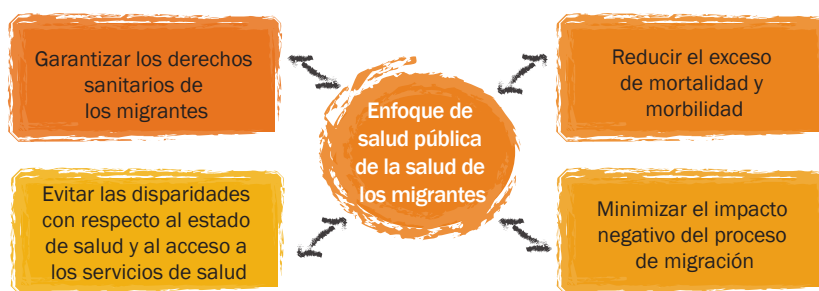 Garantizar los derechos
sanitarios de
los migrantes
Reducir el exceso
de mortalidad y
morbilidad
Enfoque de
salud pública
de la salud de
los migrantes
Evitar las disparidades
con respecto al estado
de salud y al acceso a
los servicios de salud
Minimizar el impacto
negativo del proceso
de migración